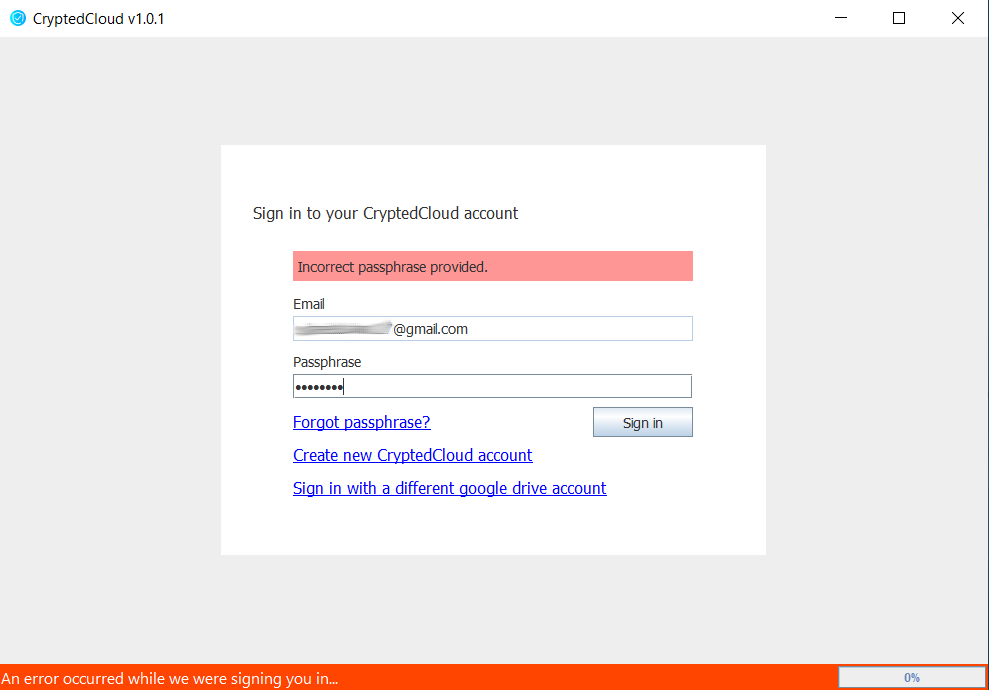 CryptedCloud v1.0.1
Sign in to your CryptedCloud account
Incorrect passphrase provided.
Email
@gmail.com
Passphrase
••••••••
Forgot passphrase?
Sign in
Create new CryptedCloud account
Sign in with a different google drive account
An error occurred while we were signing you in...
0%